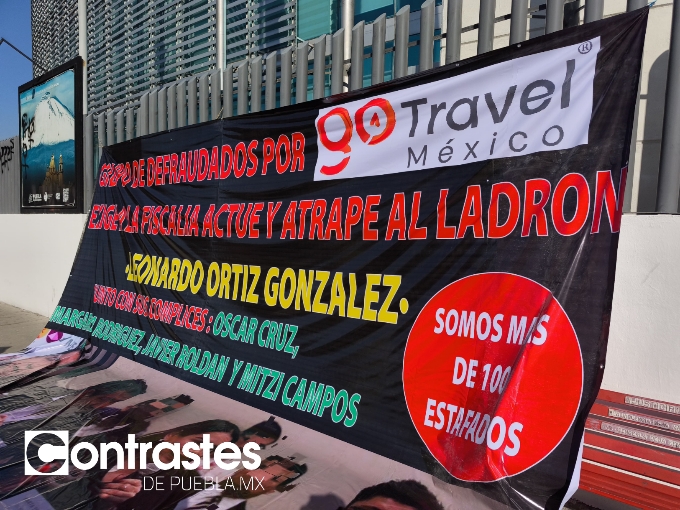 GRUPO DE DEFRAUDADOS POR
go Travel®
México
EXIGE A LA FISCALIA ACTUE Y ATRAPE AL LADRON
•LEONARDO ORTIZ GONZALEZ•
JUNTO CON SUS COMPLICES: OSCAR CRUZ,
RODRIGUEZ, JAVIER ROLDAN Y MITZI CAMPOS
SOMOS MAS
DE 100
ESTAFADOS
Contrastes
DE PUEBLA.MX